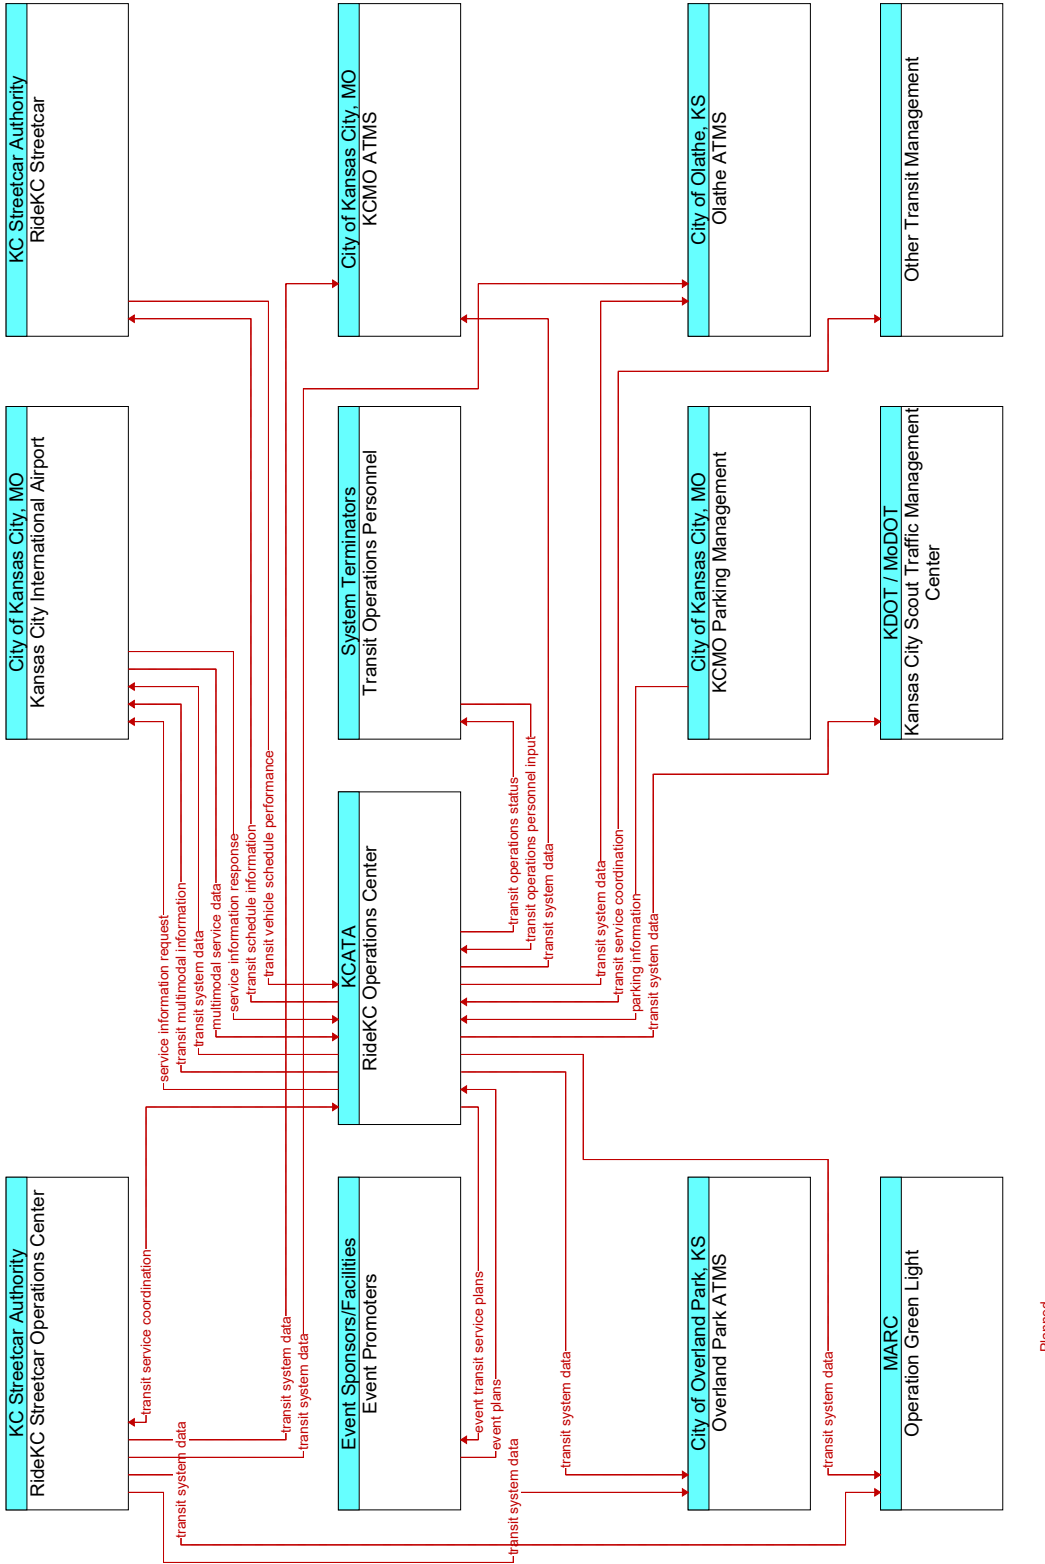 KC Streetcar Authority
RideKC Streetcar Operations Center
City of Kansas City, MO
Kansas City International Airport
KC Streetcar Authority
RideKC Streetcar
Event Sponsors/Facilities
Event Promoters
KCATA
RideKC Operations Center
System Terminators
Transit Operations Personnel
City of Kansas City, MO
KCMO ATMS
City of Overland Park, KS
Overland Park ATMS
City of Kansas City, MO
KCMO Parking Management
City of Olathe, KS
Olathe ATMS
MARC
Operation Green Light
KDOT / MoDOT
Kansas City Scout Traffic Management
Center
Other Transit Management
transit service coordination
service information request
transit system data
transit multimodal information
transit system data
multimodal service data
service information response
transit schedule information
transit vehicle schedule performance
transit system data
transit system data
event transit service plans
event plans
transit system data
transit operations status
transit operations personnel input
transit system data
transit system data
transit system data
transit service coordination
parking information
transit system data
transit system data